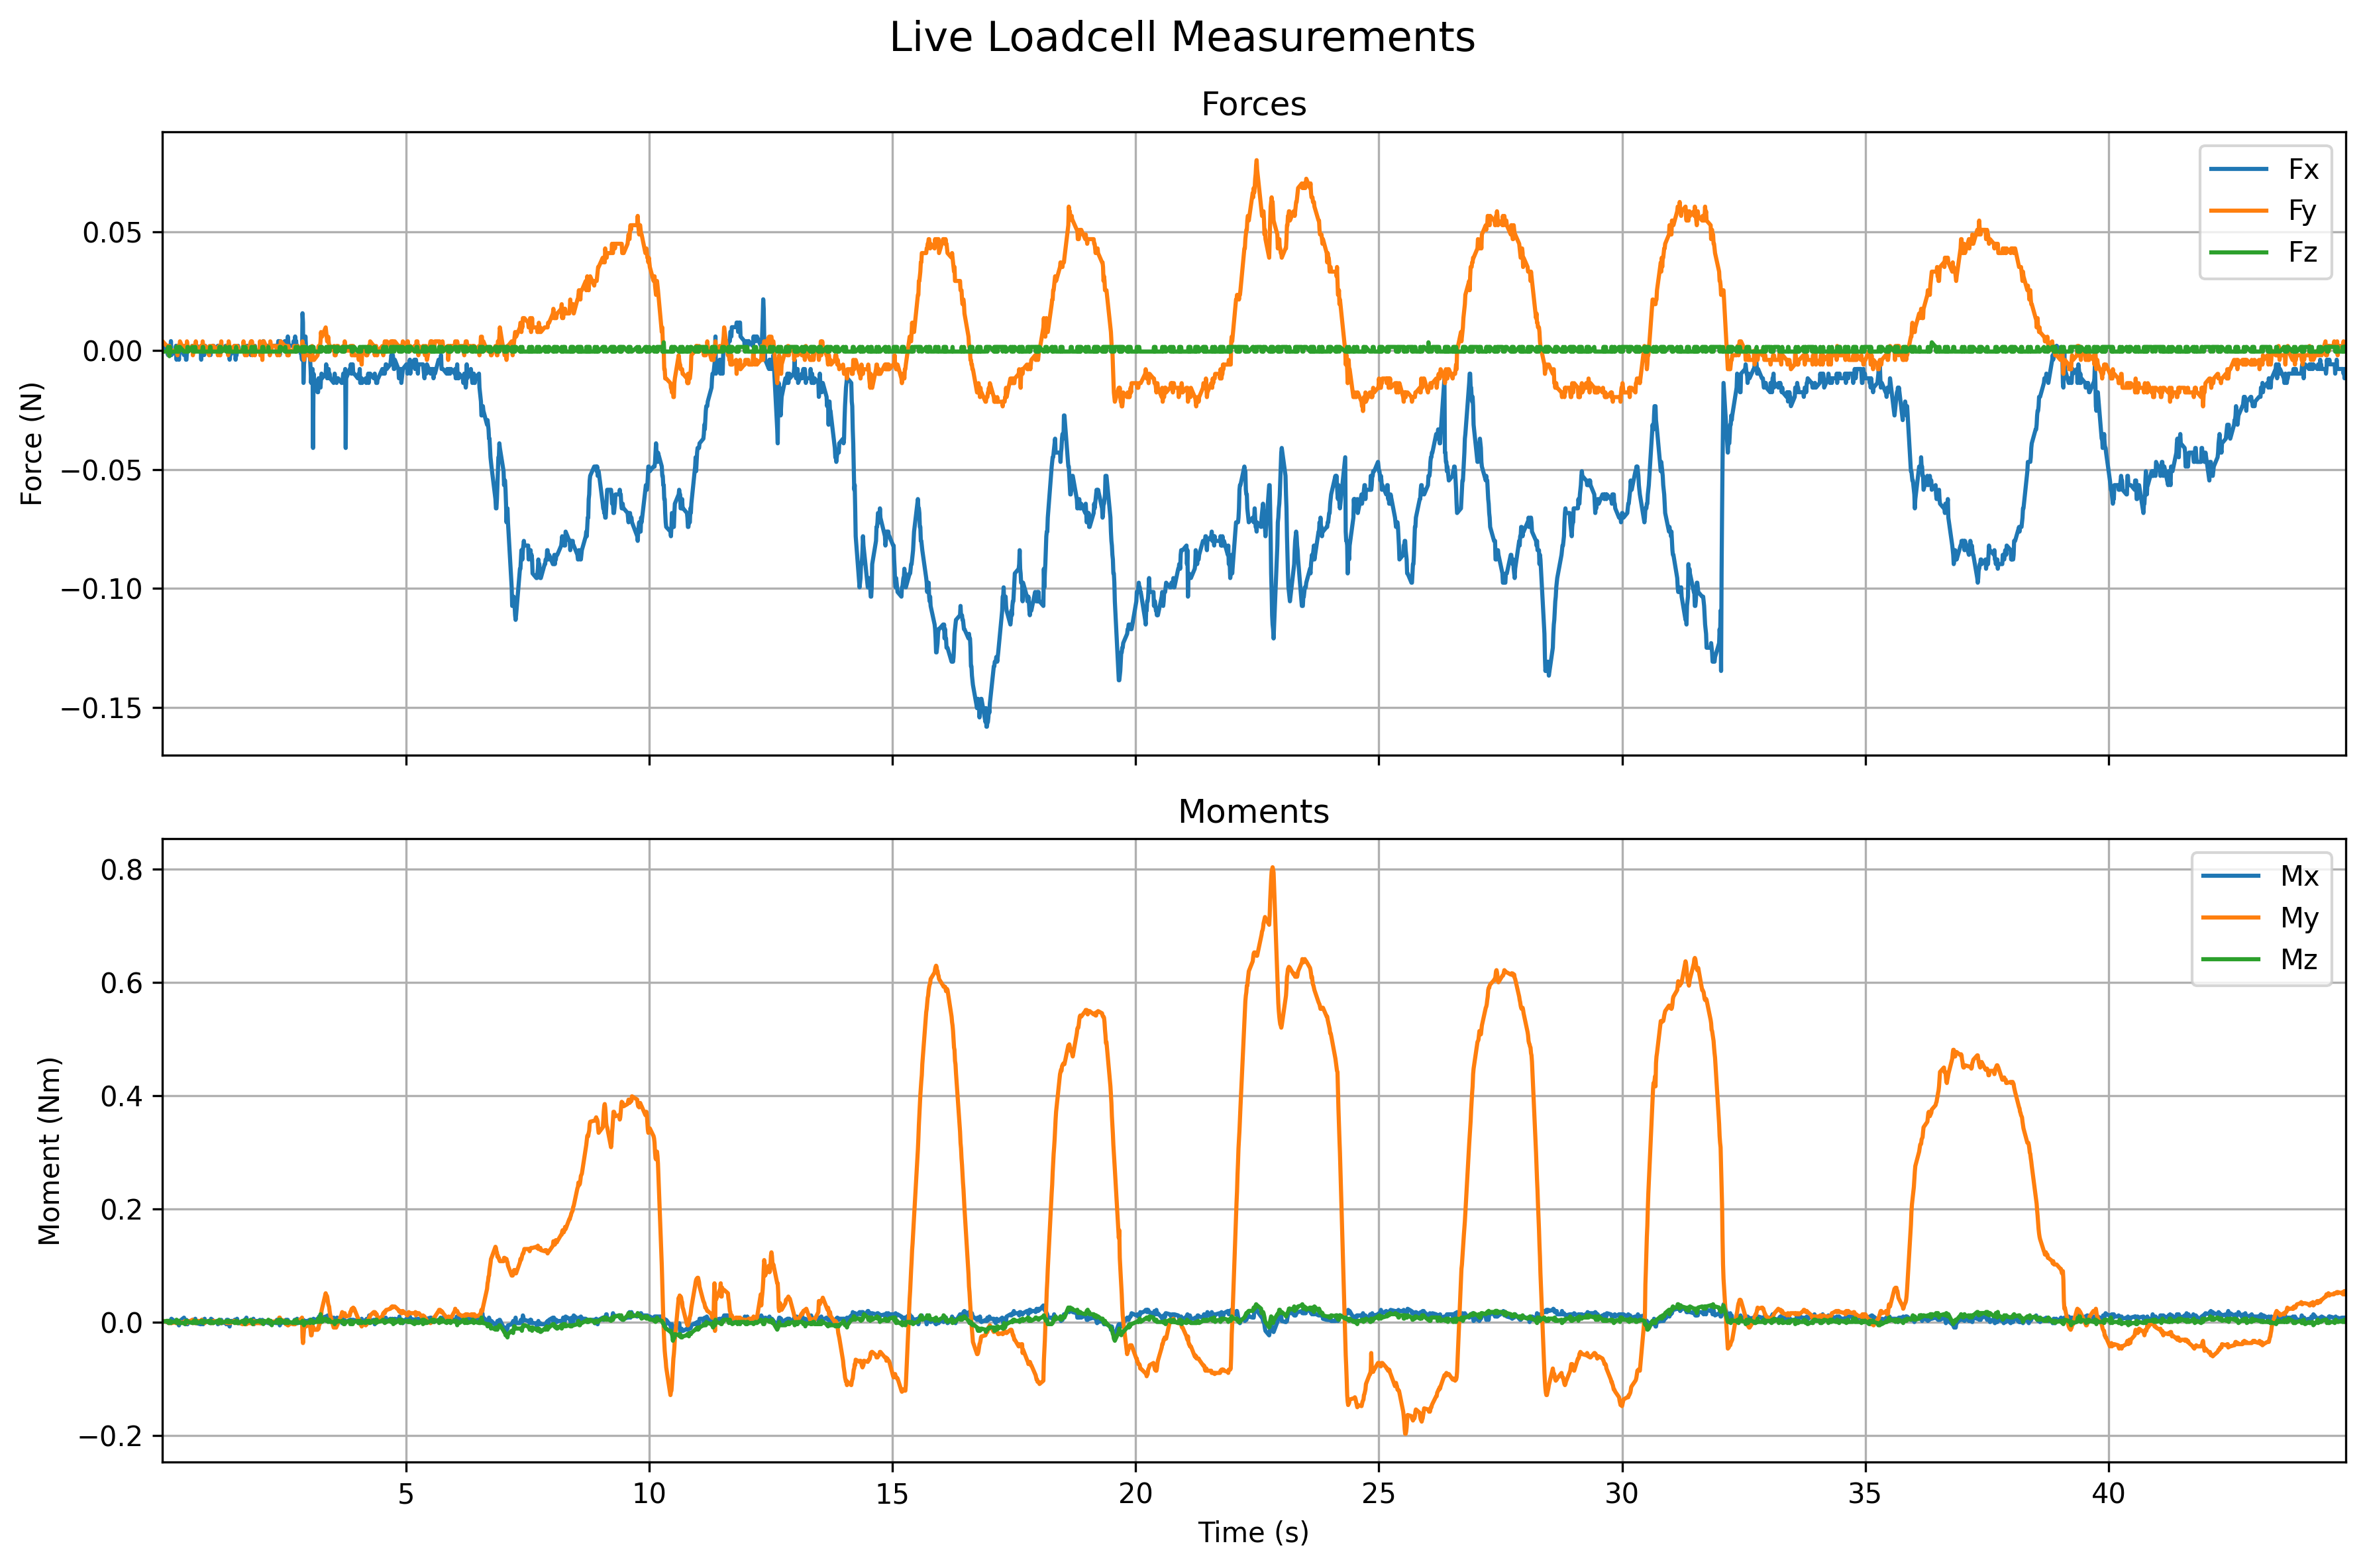 Live Loadcell Measurements
Forces
Fx
Fy
Fz
0.05
0.00
−0.05
−0.10
−0.15
Force (N)
Moments
Mx
My
Mz
0.8
0.6
0.4
0.2
0.0
−0.2
Moment (Nm)
5 10 15 20 25 30 35 40
Time (s)